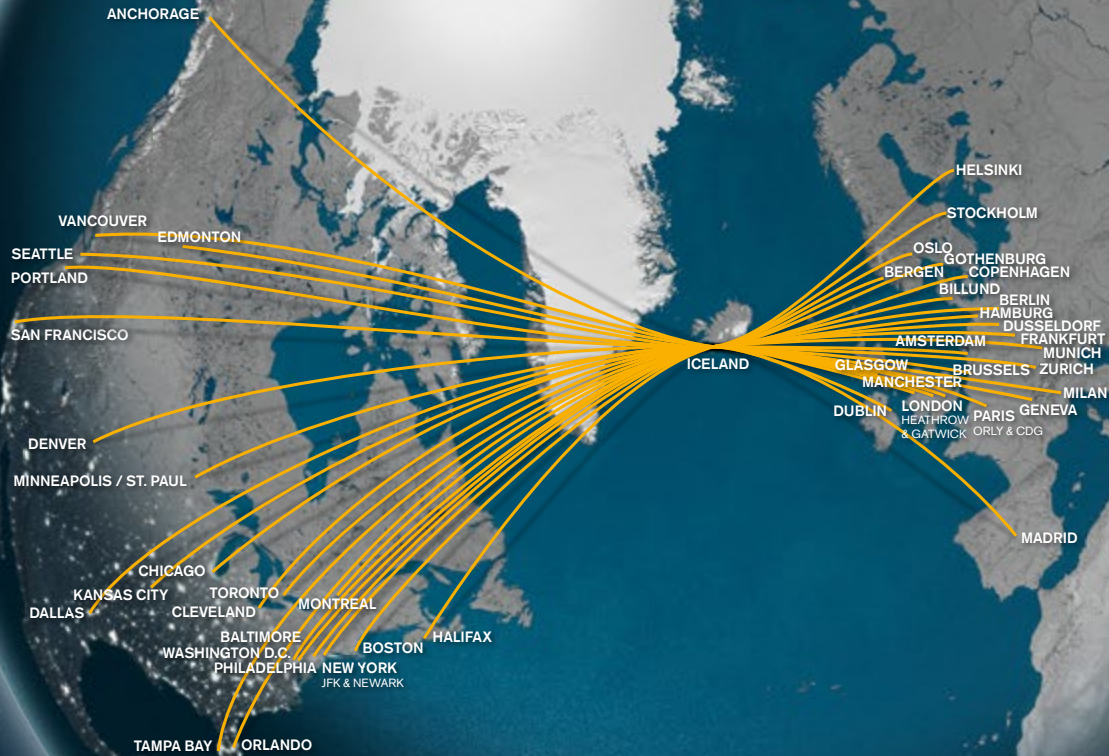 ANCHORAGE
HELSINKI
STOCKHOLM
VANCOUVER
EDMONTON
OSLO
SEATTLE
GOTHENBURG
BERGEN
COPENHAGEN
PORTLAND
BILLUND
BERLIN
HAMBURG
DUSSELDORF
SAN FRANCISCO
FRANKFURT
AMSTERDAM
MUNICH
ICELAND
GLASGOW
BRUSSELS
ZURICH
MANCHESTER
MILAN
DUBLIN
LONDON
HEATHROW
& GATWICK
PARIS
ORLY & CDG
GENEVA
DENVER
MINNEAPOLIS / ST. PAUL
MADRID
CHICAGO
KANSAS CITY
TORONTO
DALLAS
CLEVELAND
MONTREAL
BALTIMORE
HALIFAX
WASHINGTON D.C.
BOSTON
PHILADELPHIA
NEW YORK
JFK & NEWARK
TAMPA BAY
ORLANDO